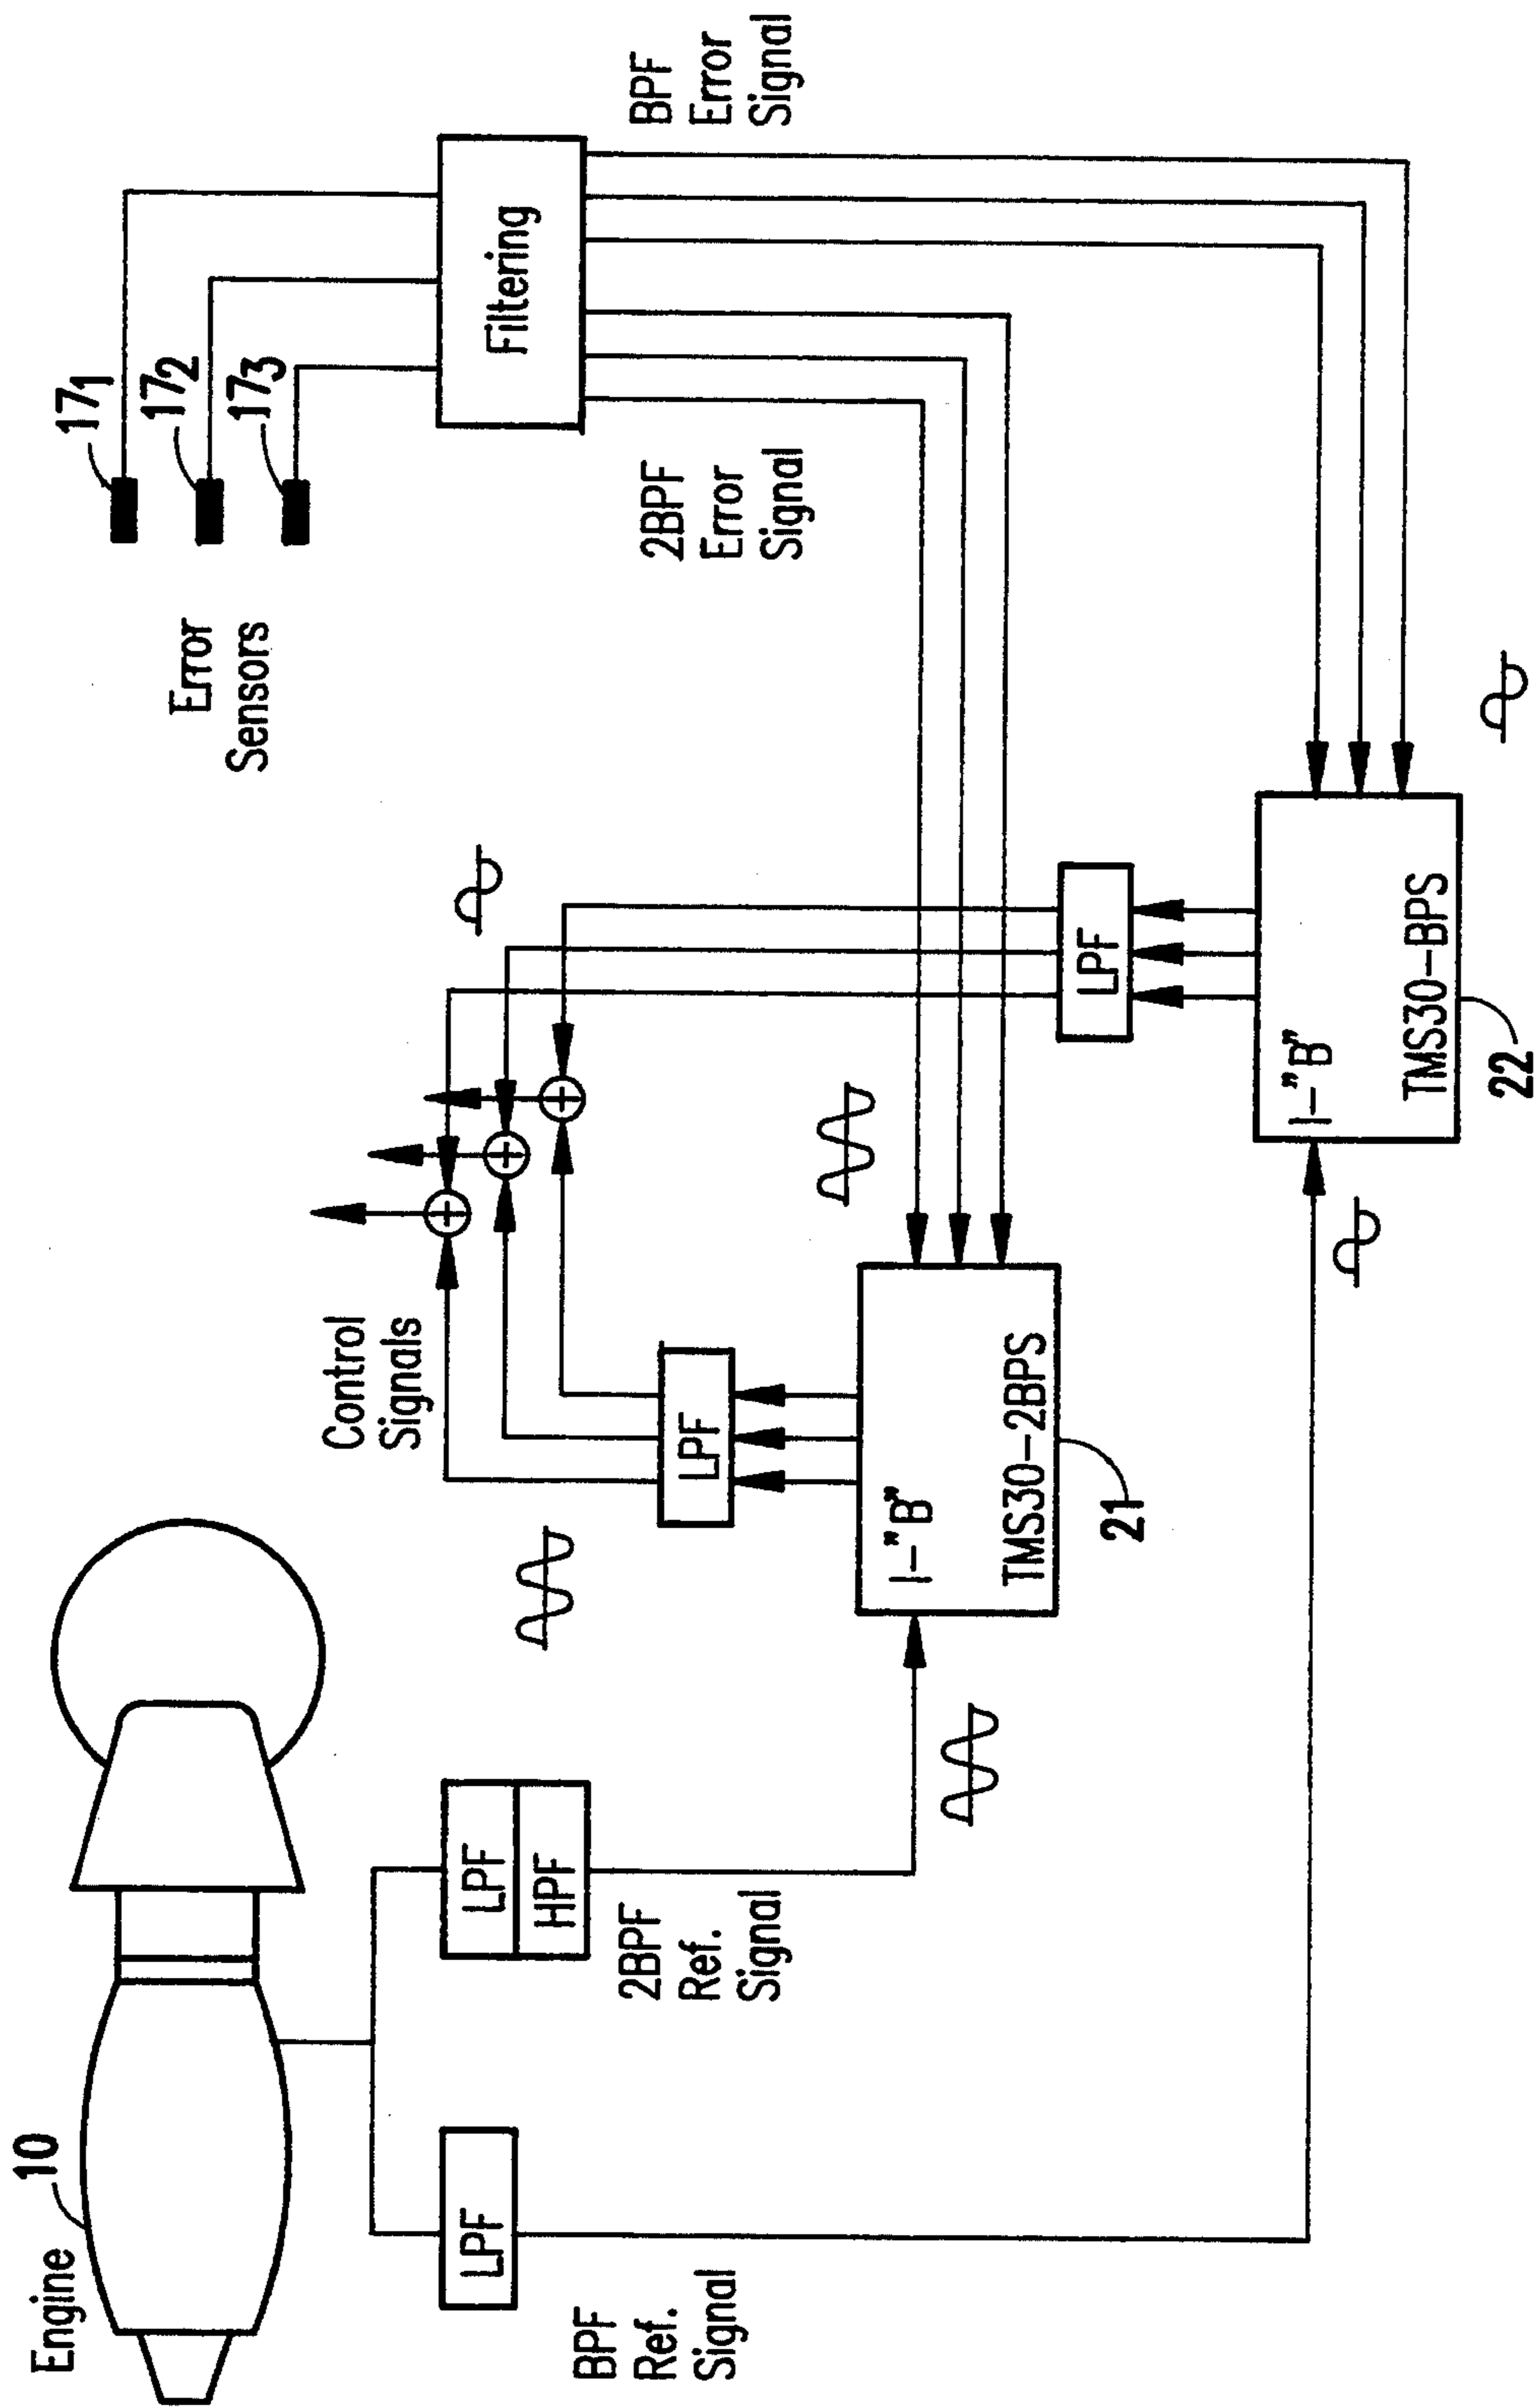 Engine
10
171
172
173
Error
Sensors
Filtering
LPF
LPF
HPF
BPF
Ref.
Signal
2BPF
Ref.
Signal
Control
Signals
2BPF
Error
Signal
BPF
Error
Signal
LPF
I-"B"
TMS30-2BPS
21
LPF
I-"B"
TMS30-BPS
22